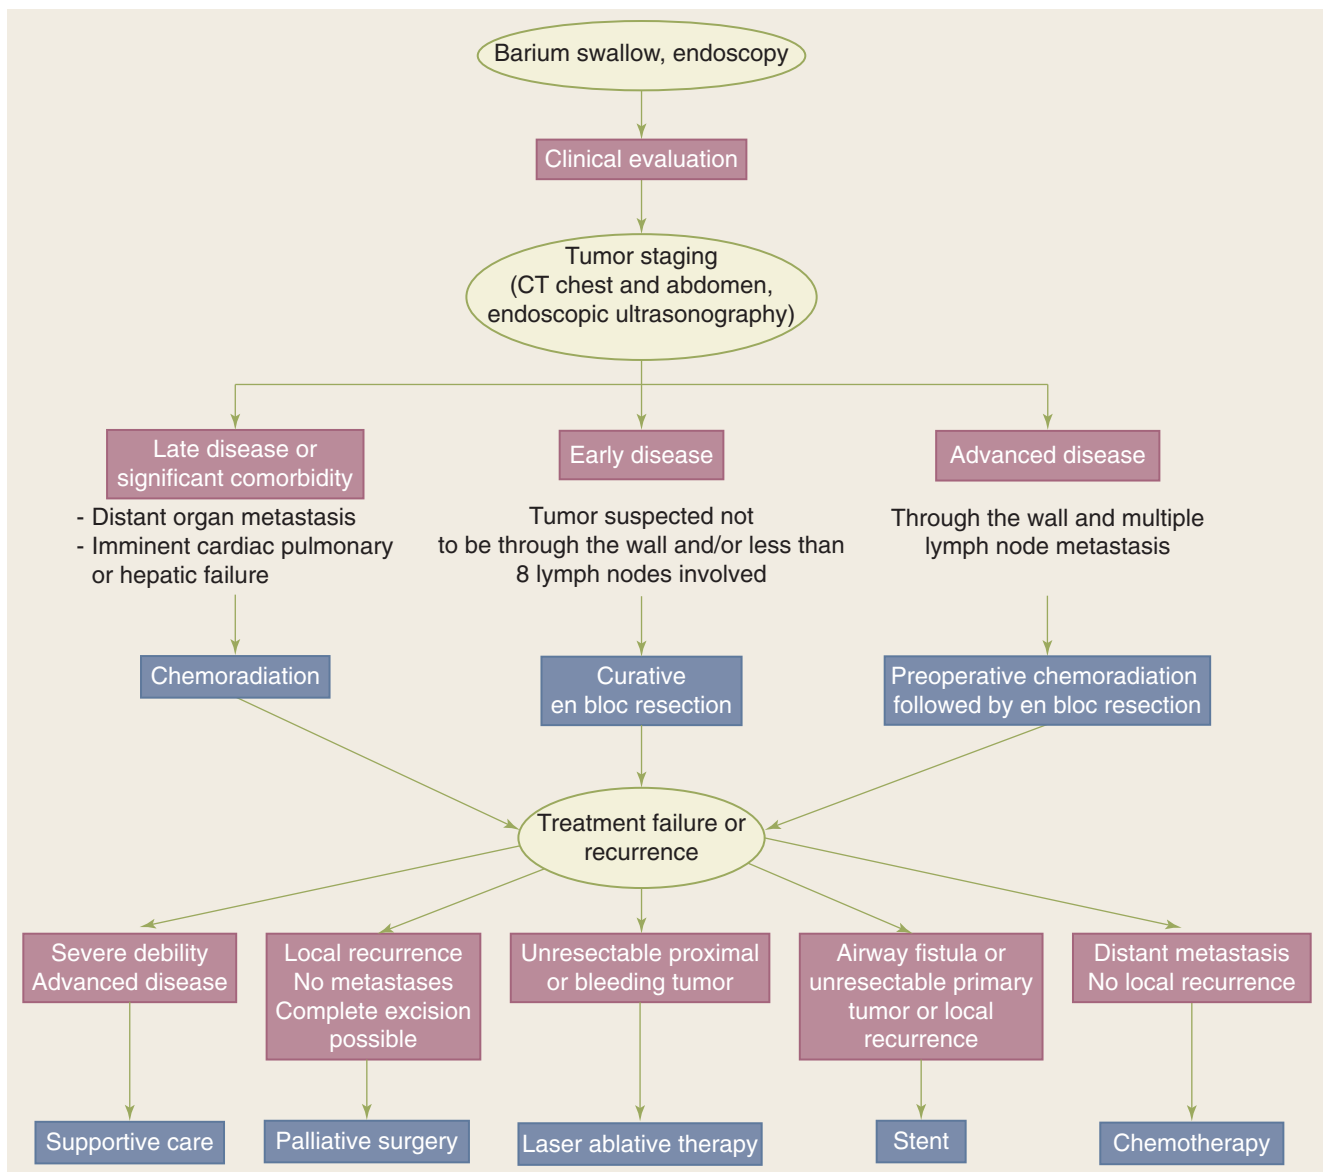 Barium swallow, endoscopy
Clinical evaluation
Tumor staging
(CT chest and abdomen,
endoscopic ultrasonography)
Late disease or
significant comorbidity
- Distant organ metastasis
- Imminent cardiac pulmonary
or hepatic failure
Early disease
Tumor suspected not
to be through the wall and/or less than
8 lymph nodes involved
Advanced disease
Through the wall and multiple
lymph node metastasis
Chemoradiation
Curative
en bloc resection
Preoperative chemoradiation
followed by en bloc resection
Treatment failure or
recurrence
Severe debility
Advanced disease
Local recurrence
No metastases
Complete excision
possible
Unresectable proximal
or bleeding tumor
Airway fistula or
unresectable primary
tumor or local
recurrence
Distant metastasis
No local recurrence
Supportive care
Palliative surgery
Laser ablative therapy
Stent
Chemotherapy